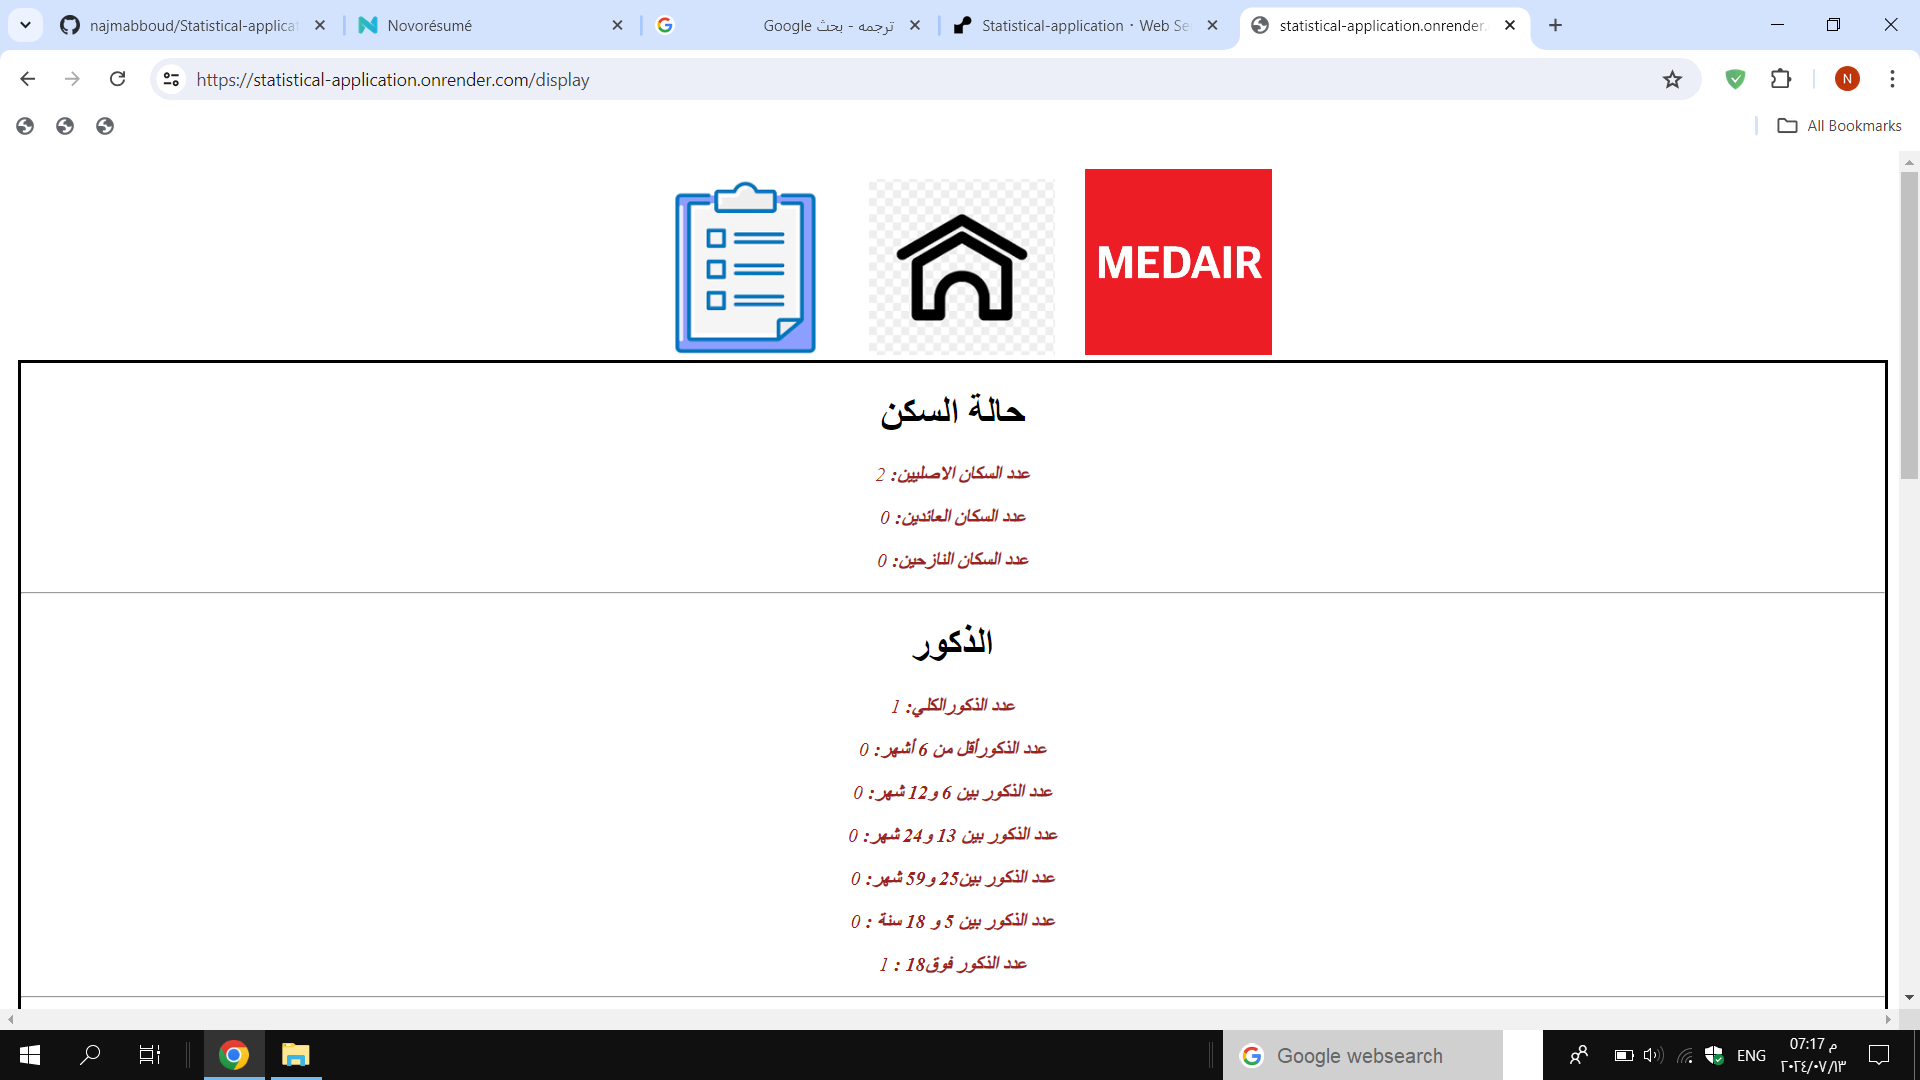 najmabboud/Statistical-applicat
Novorésumé
ترجمه - بحث Google
Statistical-application · Web Se
statistical-application.onrender.
https://statistical-application.onrender.com/display
N
All Bookmarks
MEDAIR
حالة السكن
عدد السكان الاصليين: 2
عدد السكان العائدين: 0
عدد السكان النازحين: 0
الذكور
عدد الذكورالكلي: 1
عدد الذكورأقل من 6 أشهر: 0
عدد الذكور بين 6 و12 شهر: 0
عدد الذكور بين 13 و24 شهر: 0
عدد الذكور بين25 و59 شهر: 0
عدد الذكور بين 5 و 18 سنة : 0
عدد الذكور فوق18 : 1
Google websearch
ENG
07:17 م
٢٠٢٤/٠٧/١٣